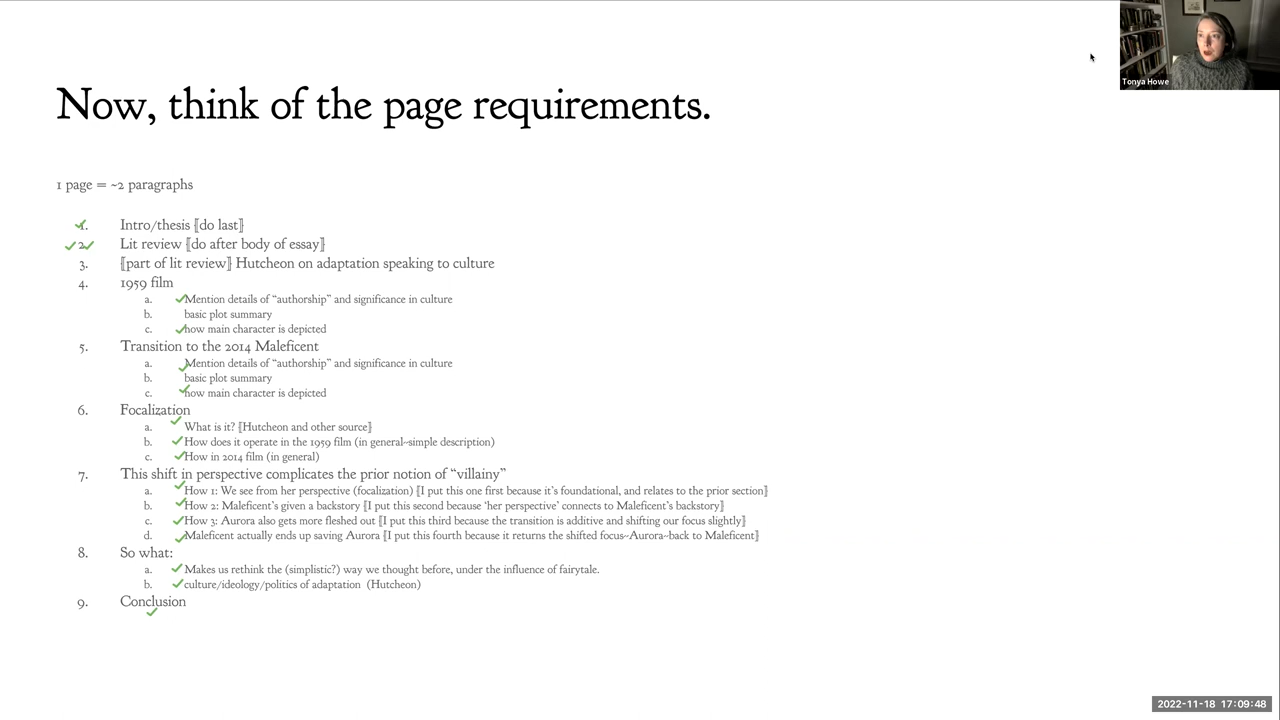 Now, think of the page requirements.
Tonya Howe
1 page = ~2 paragraphs
1. Intro/thesis ⟦do last⟧
2. Lit review ⟦do after body of essay⟧
3. ⟦part of lit review⟧ Hutcheon on adaptation speaking to culture
4. 1959 film
a. Mention details of “authorship” and significance in culture
b. basic plot summary
c. how main character is depicted
5. Transition to the 2014 Maleficent
a. Mention details of “authorship” and significance in culture
b. basic plot summary
c. how main character is depicted
6. Focalization
a. What is it? ⟦Hutcheon and other source⟧
b. How does it operate in the 1959 film (in general--simple description)
c. How in 2014 film (in general)
7. This shift in perspective complicates the prior notion of “villainy”
a. How 1: We see from her perspective (focalization) ⟦I put this one first because it’s foundational, and relates to the prior section⟧
b. How 2: Maleficent’s given a backstory ⟦I put this second because ‘her perspective’ connects to Maleficent’s backstory⟧
c. How 3: Aurora also gets more fleshed out ⟦I put this third because the transition is additive and shifting our focus slightly⟧
d. Maleficent actually ends up saving Aurora ⟦I put this fourth because it returns the shifted focus--Aurora--back to Maleficent⟧
8. So what:
a. Makes us rethink the (simplistic?) way we thought before, under the influence of fairytale.
b. culture/ideology/politics of adaptation (Hutcheon)
9. Conclusion
2022-11-18 17:09:48